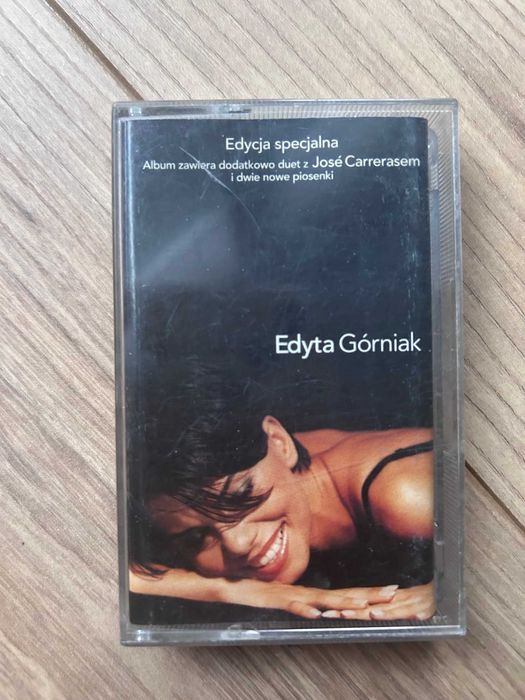 Edycja specjalna
Album zawiera dodatkowo duet z José Carrerasem
i dwie nowe piosenki
Edyta Górniak